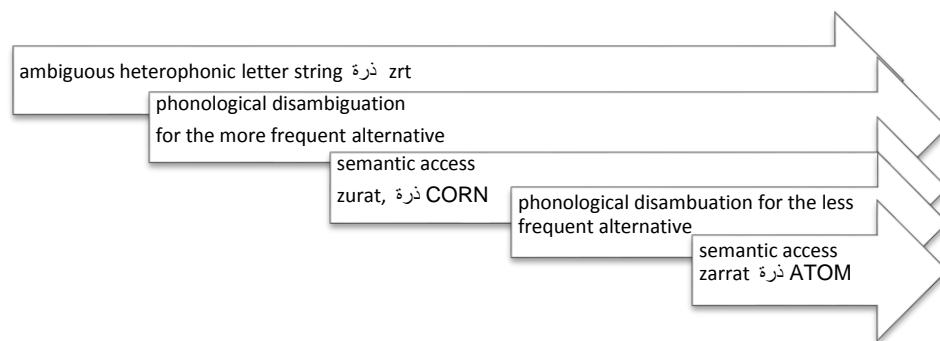 ambiguous heterophonic letter string ذرة zrt
phonological disambiguation
for the more frequent alternative
semantic access
zurat, ذرة CORN
phonological disambuation for the less
frequent alternative
semantic access
zarrat ذرة ATOM